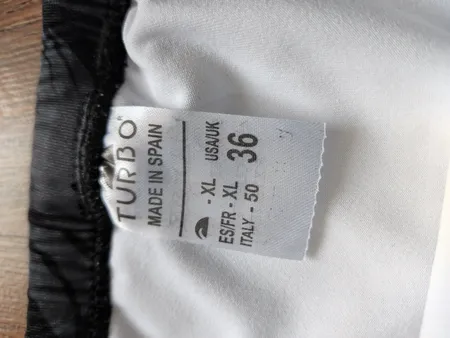 TURBO®
MADE IN SPAIN
- XL USA/UK
ES/FR - XL 36
ITALY - 50